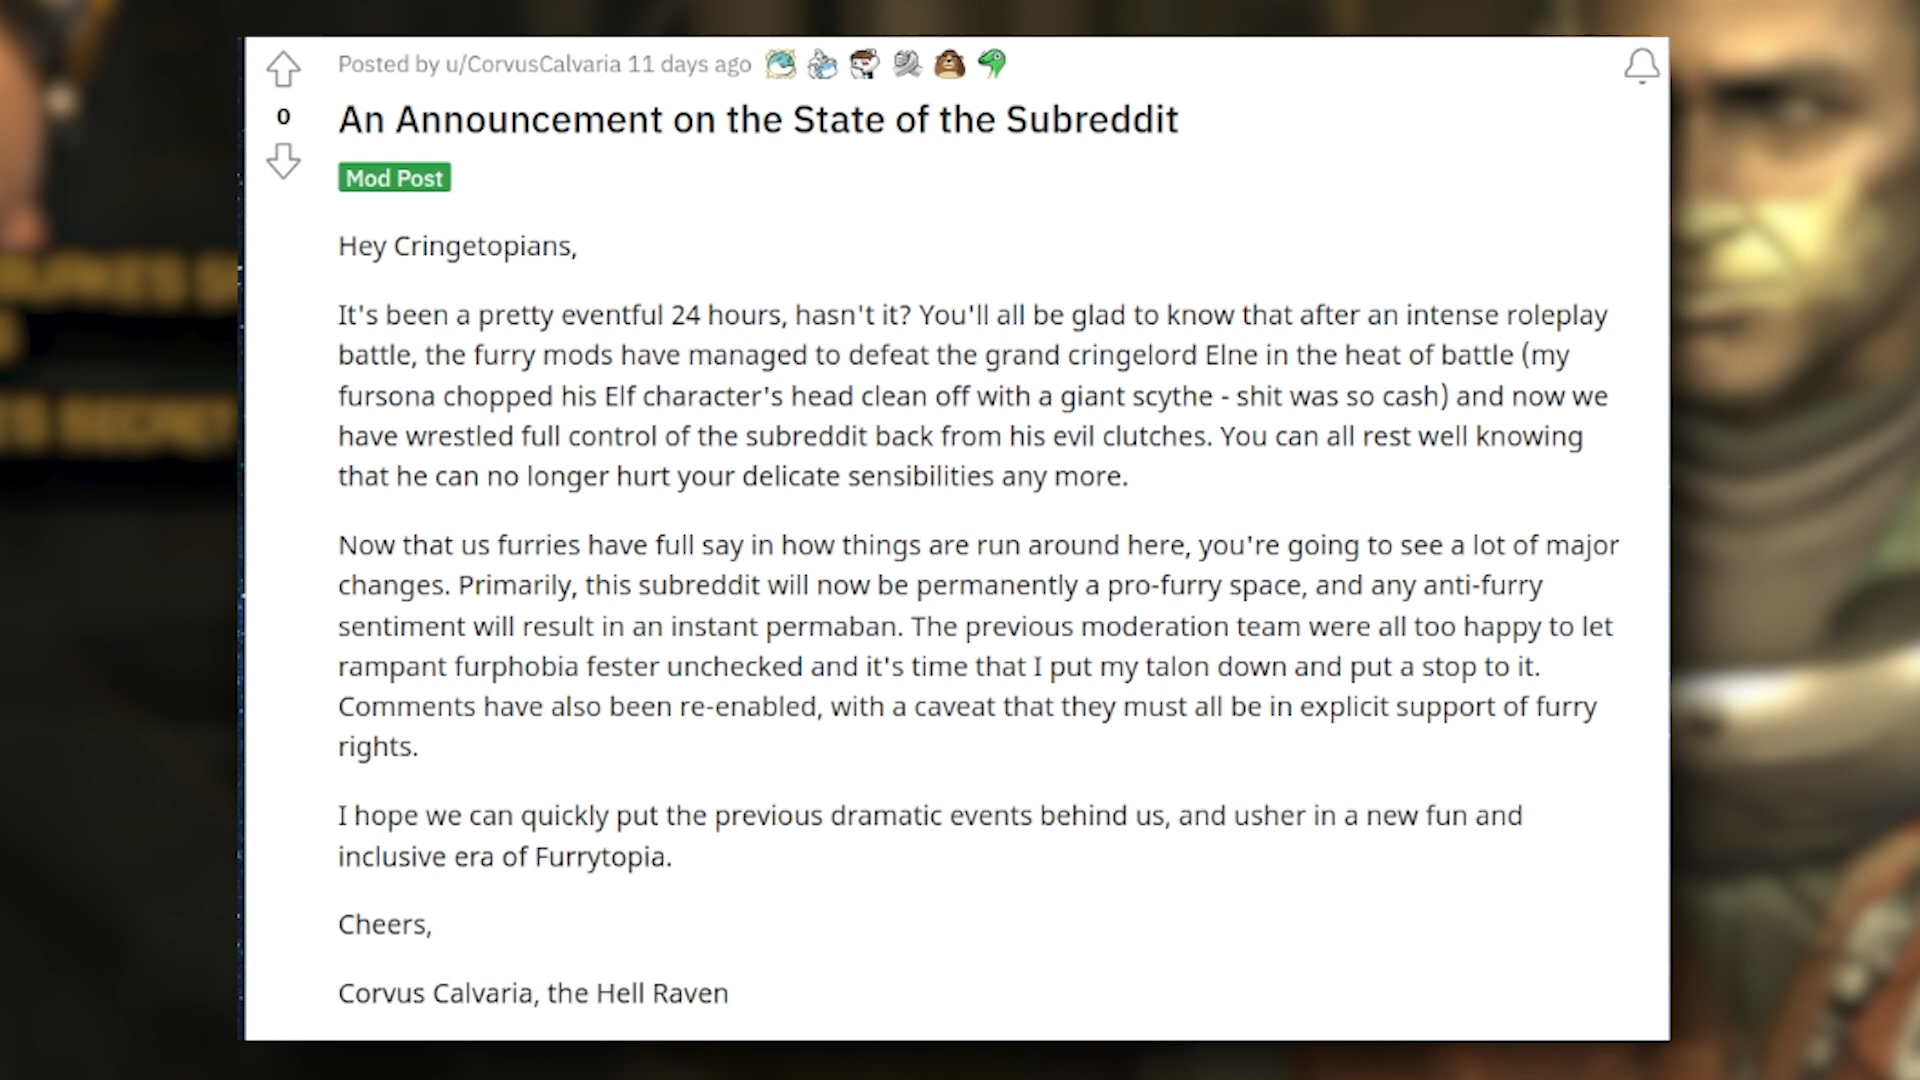 Posted by u/CorvusCalvaria 11 days ago
0
An Announcement on the State of the Subreddit
Mod Post
Hey Cringetopians,
It's been a pretty eventful 24 hours, hasn't it? You'll all be glad to know that after an intense roleplay
battle, the furry mods have managed to defeat the grand cringelord Elne in the heat of battle (my
fursona chopped his Elf character's head clean off with a giant scythe - shit was so cash) and now we
have wrestled full control of the subreddit back from his evil clutches. You can all rest well knowing
that he can no longer hurt your delicate sensibilities any more.
Now that us furries have full say in how things are run around here, you're going to see a lot of major
changes. Primarily, this subreddit will now be permanently a pro-furry space, and any anti-furry
sentiment will result in an instant permaban. The previous moderation team were all too happy to let
rampant furphobia fester unchecked and it's time that I put my talon down and put a stop to it.
Comments have also been re-enabled, with a caveat that they must all be in explicit support of furry
rights.
I hope we can quickly put the previous dramatic events behind us, and usher in a new fun and
inclusive era of Furrytopia.
Cheers,
Corvus Calvaria, the Hell Raven